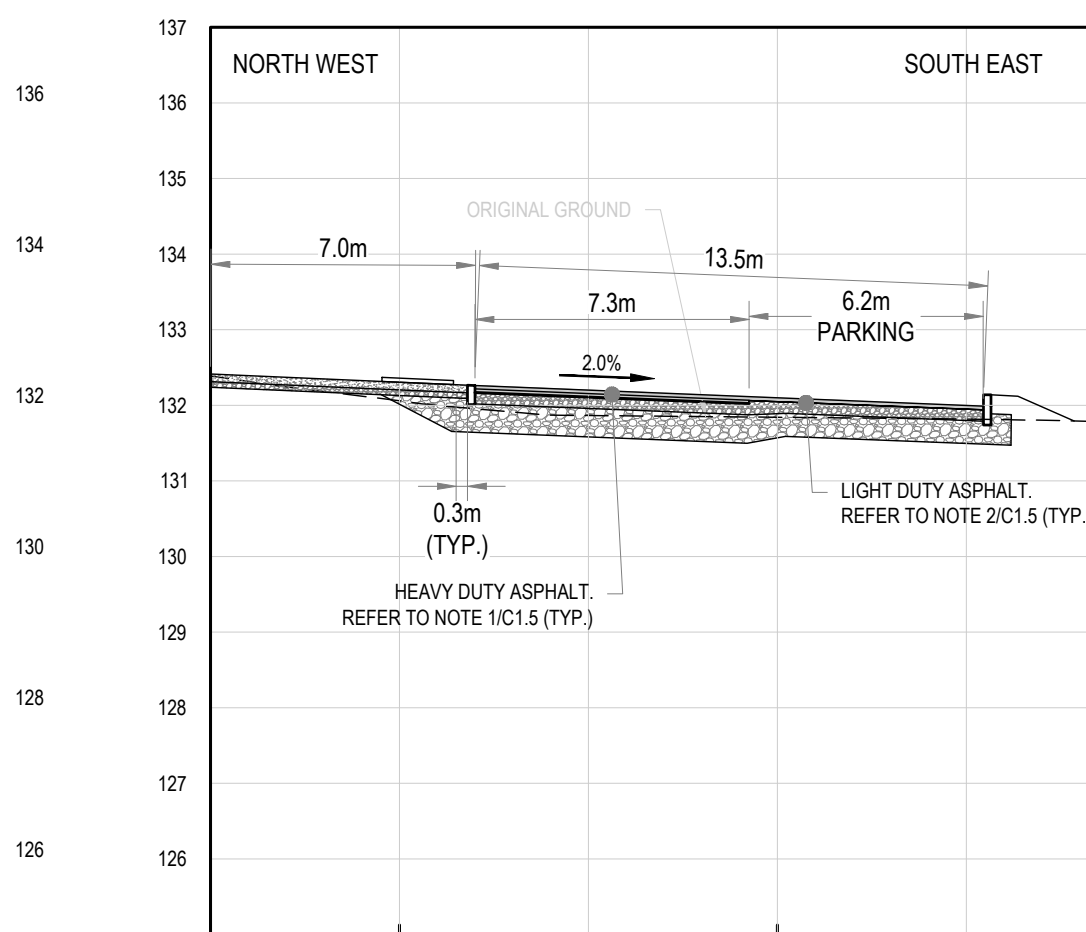 137
NORTH WEST
SOUTH EAST
136
136
135
ORIGINAL GROUND
134
134
7.0m
13.5m
7.3m
6.2m
PARKING
133
2.0%
132
132
131
LIGHT DUTY ASPHALT.
REFER TO NOTE 2/C1.5 (TYP.
0.3m
(TYP.)
130
130
HEAVY DUTY ASPHALT.
REFER TO NOTE 1/C1.5 (TYP.)
129
128
128
127
126
126